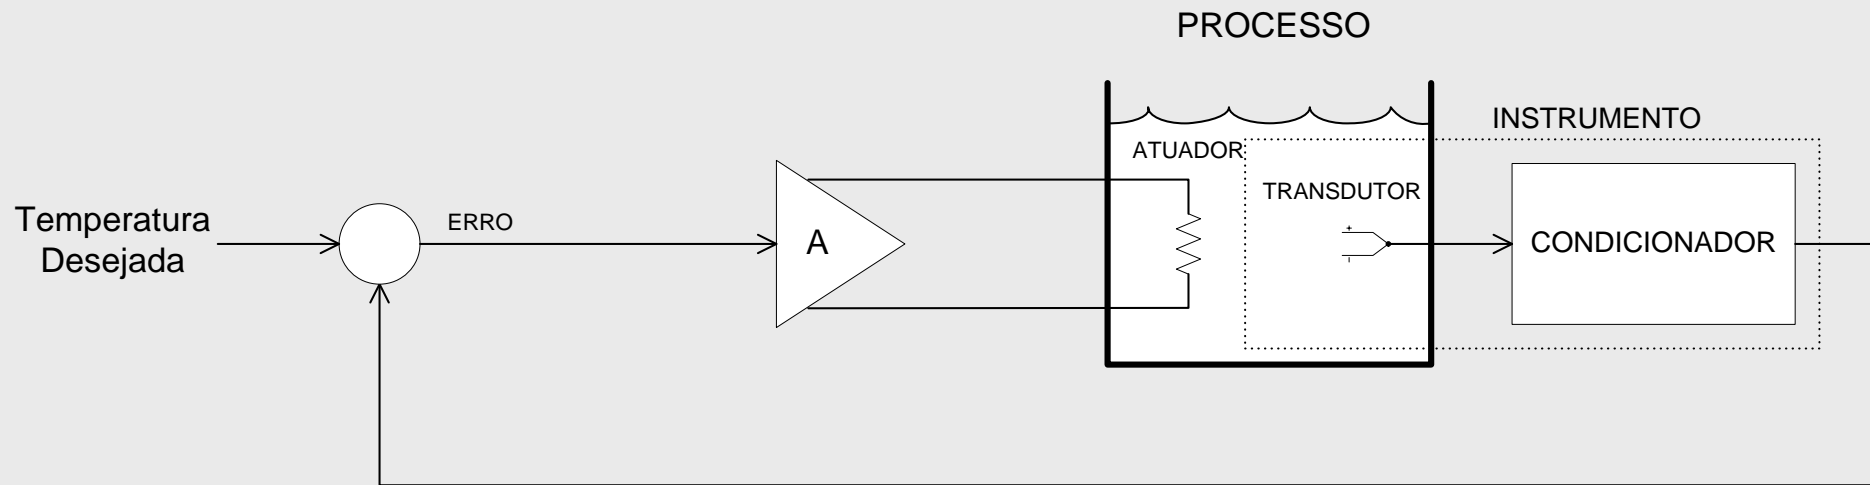 PROCESSO
INSTRUMENTO
ATUADOR
TRANSDUTOR
Temperatura
Desejada
ERRO
A
+
-
CONDICIONADOR